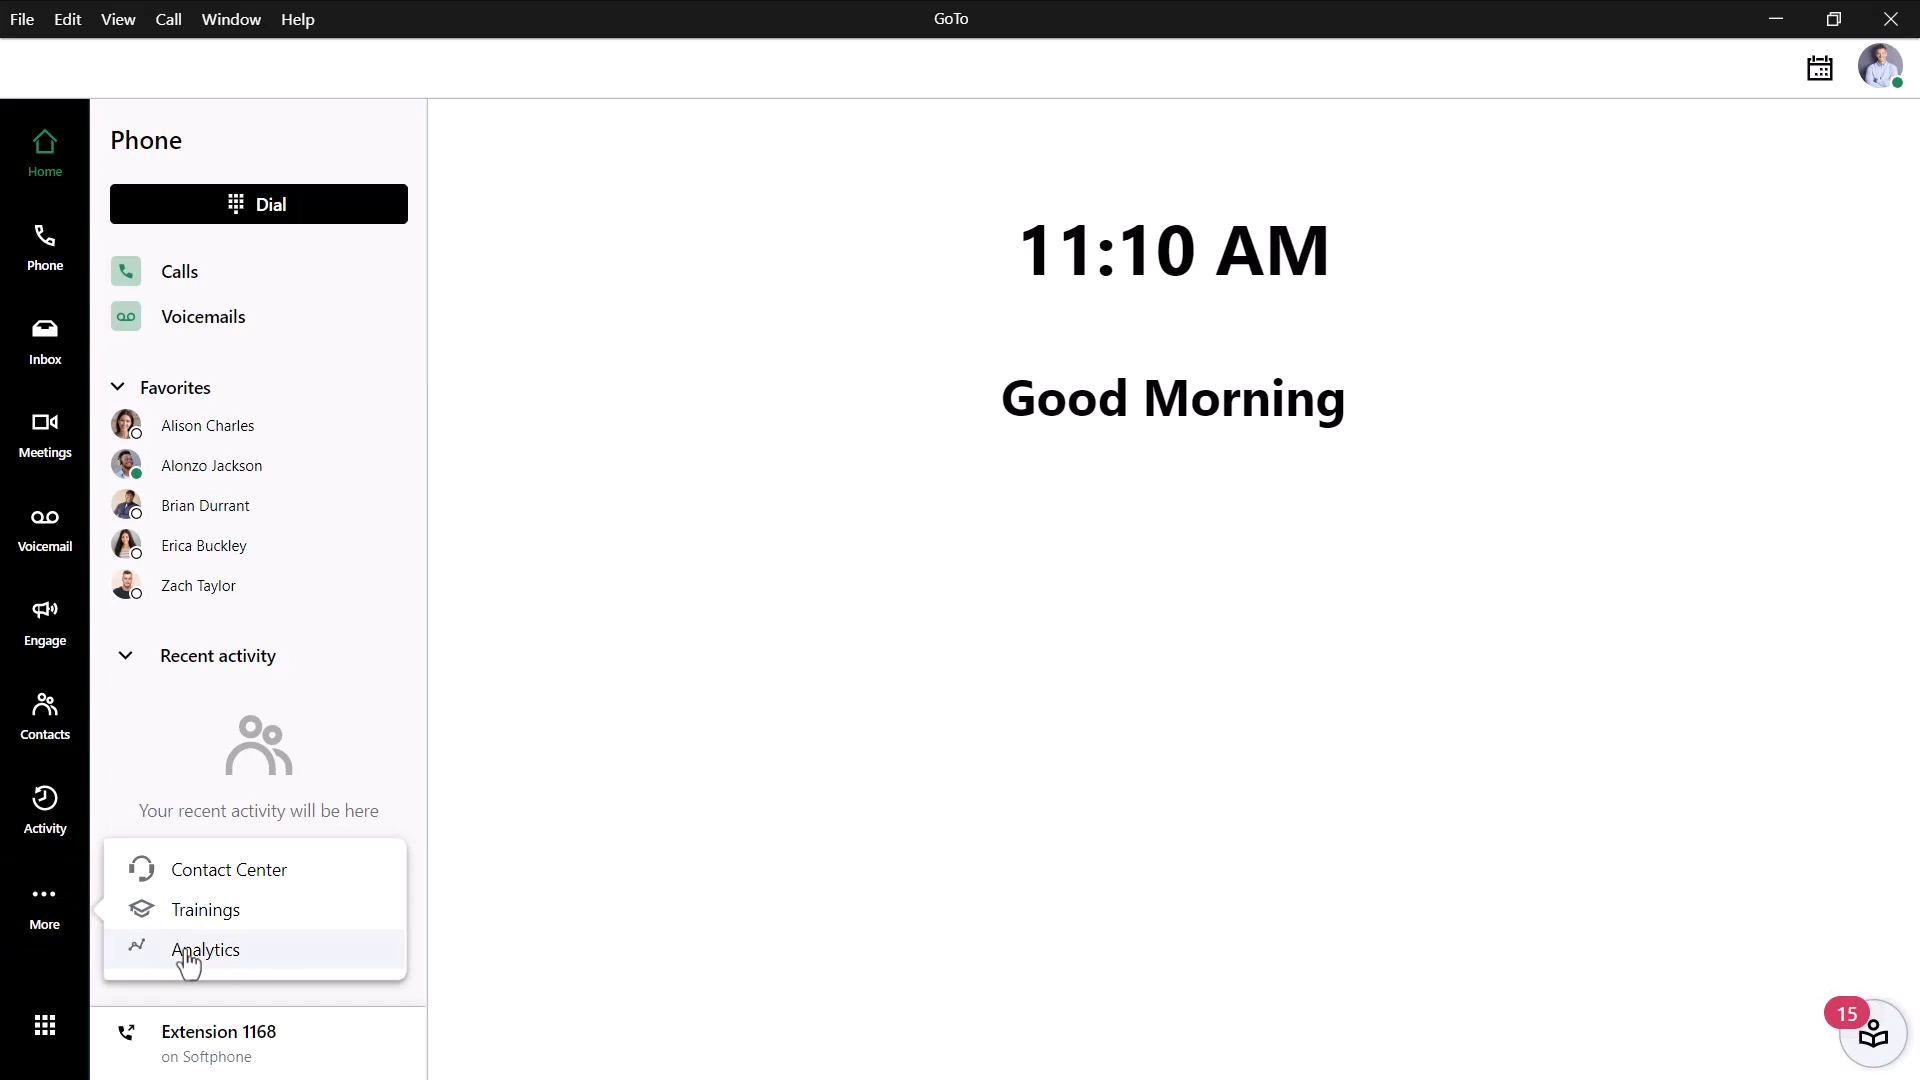 File Edit View Call Window Help
GoTo
Home
Phone
Inbox
Meetings
Voicemail
Engage
Contacts
Activity
More
Phone
Dial
Calls
Voicemails
Favorites
Alison Charles
Alonzo Jackson
Brian Durrant
Erica Buckley
Zach Taylor
Recent activity
Your recent activity will be here
Contact Center
Trainings
Analytics
Extension 1168
on Softphone
11:10 AM
Good Morning
15